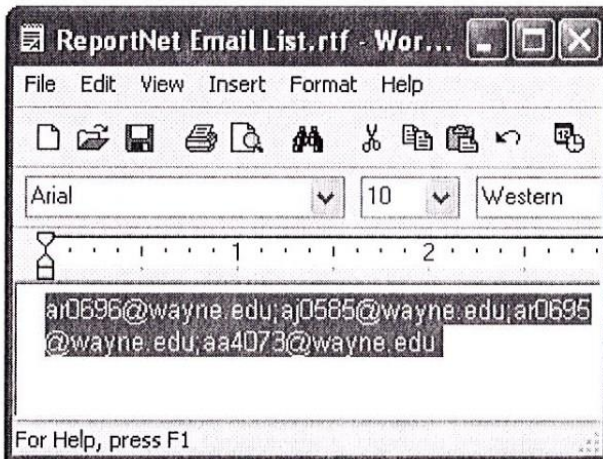 ReportNet Email List.rtf - Wor...
File Edit View Insert Format Help
Arial 10 Western
1 2
ar0695@wayne.edu;aj0585@wayne.edu;ar0695
@wayne.edu;aa4073@wayne.edu
For Help, press F1